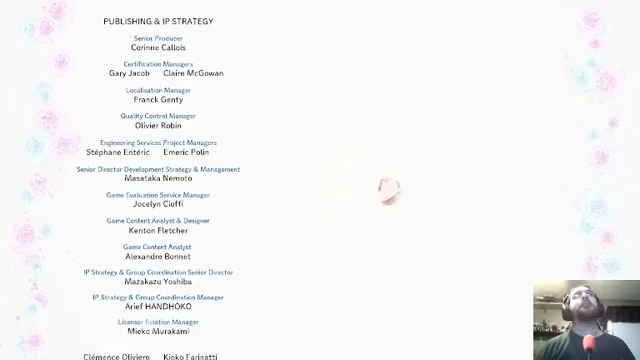 PUBLISHING & IP STRATEGY
Senior Producer
Corinne Callois
Certification Managers
Gary Jacob Claire McGowan
Localisation Manager
Franck Genty
Quality Control Manager
Olivier Robin
Engineering Services Project Managers
Stéphane Entéric Emeric Polin
Senior Director Development Strategy & Management
Masataka Nemoto
Game Evaluation Service Manager
Jocelyn Cioffi
Game Content Analyst & Designer
Kenton Fletcher
Game Content Analyst
Alexandre Bonnet
IP Strategy & Group Coordination Senior Director
Mazakazu Yoshiba
IP Strategy & Group Coordination Manager
Arief HANDHOKO
Licensor Relation Manager
Mieko Murakami
Clémence Oliviero Kioko Farinatti